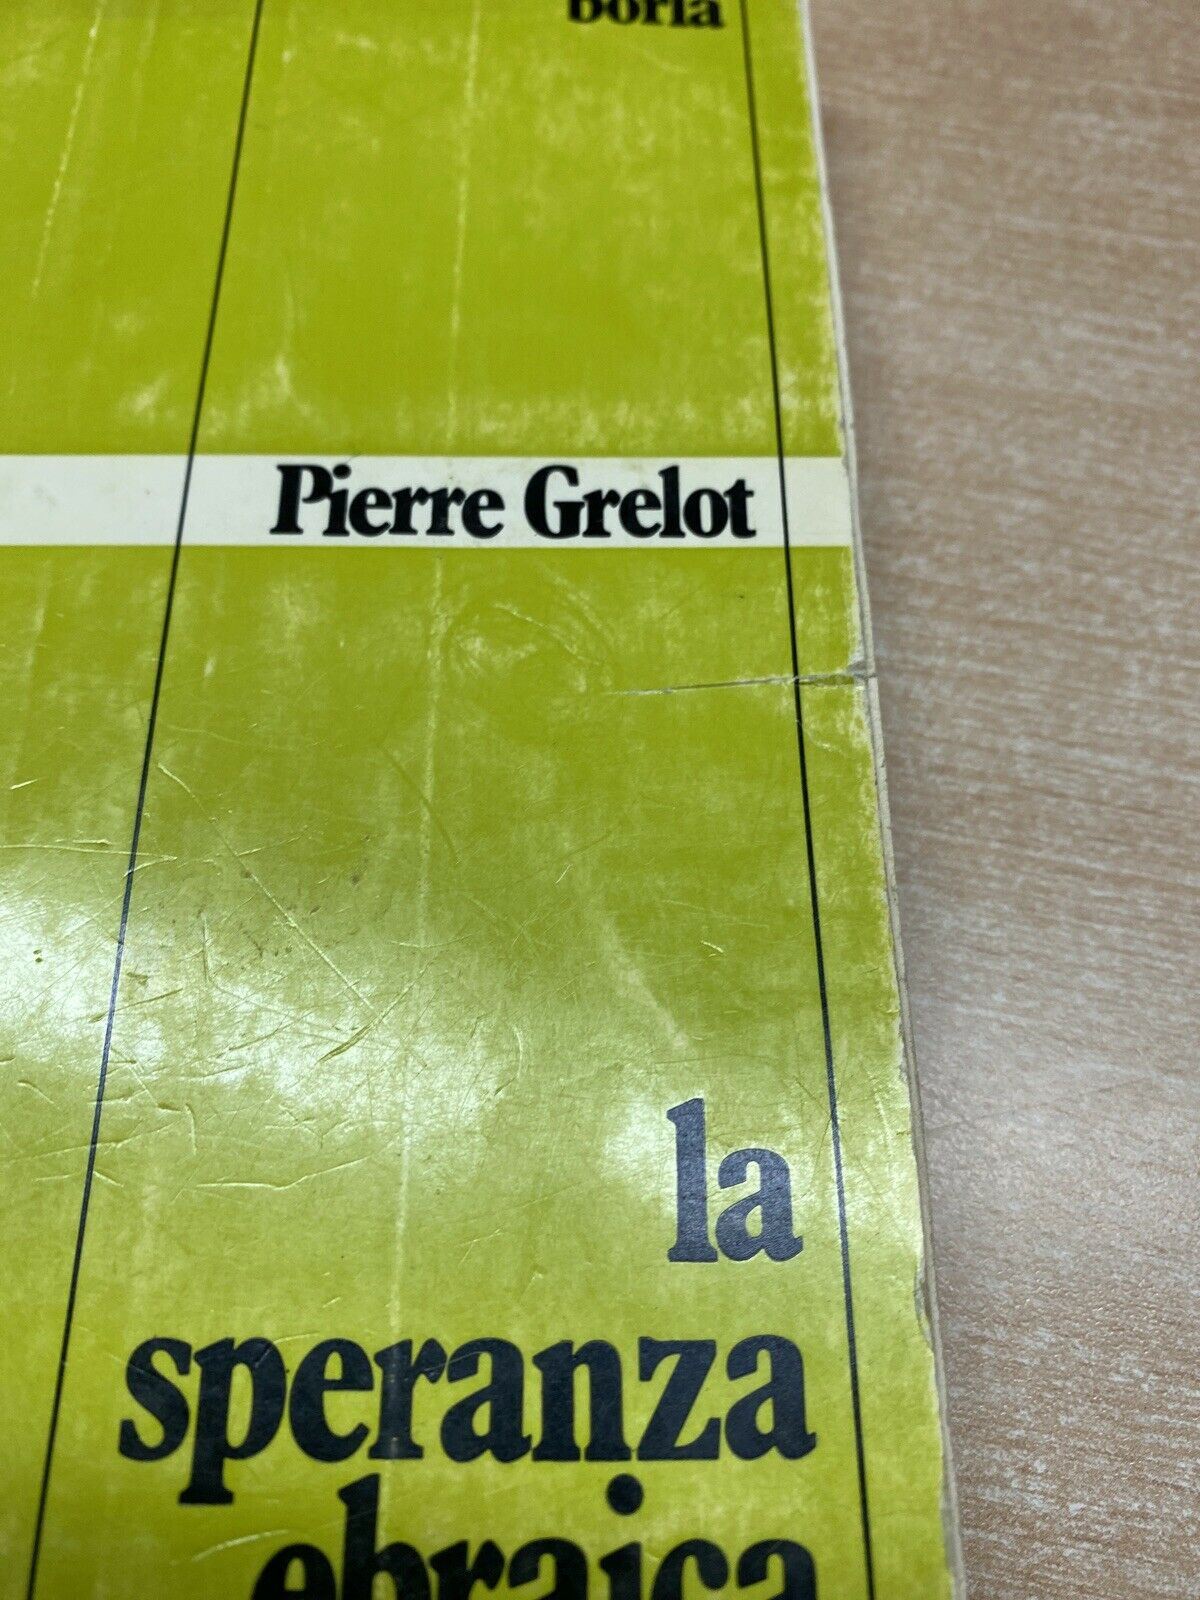 borla
Pierre Grelot
la
speranza
ebraica